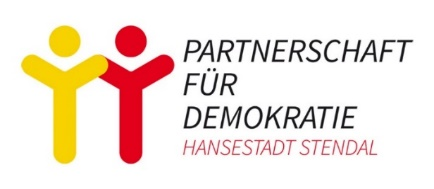 PARTNERSCHAFT
FÜR
DEMOKRATIE
HANSESTADT STENDAL